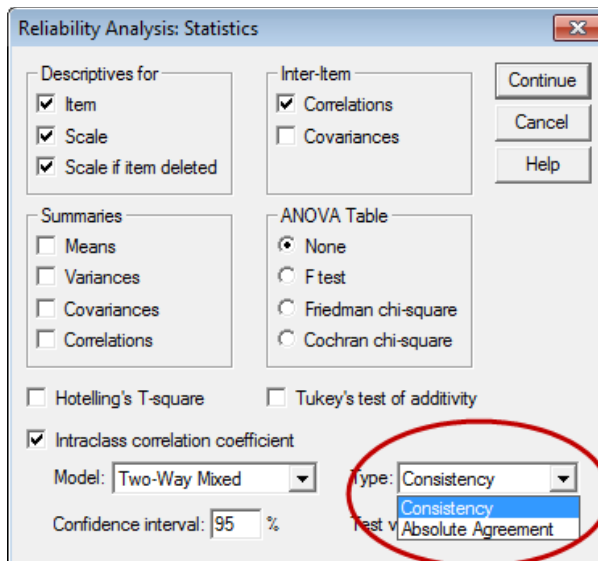 Reliability Analysis: Statistics
Descriptives for
Item
Scale
Scale if item deleted
Inter-Item
Correlations
Covariances
Continue
Cancel
Help
Summaries
Means
Variances
Covariances
Correlations
ANOVA Table
None
F test
Friedman chi-square
Cochran chi-square
Hotelling's T-square
Tukey's test of additivity
Intraclass correlation coefficient
Model: Two-Way Mixed
Type: Consistency
Consistency
Absolute Agreement
Confidence interval: 95 %
Test v